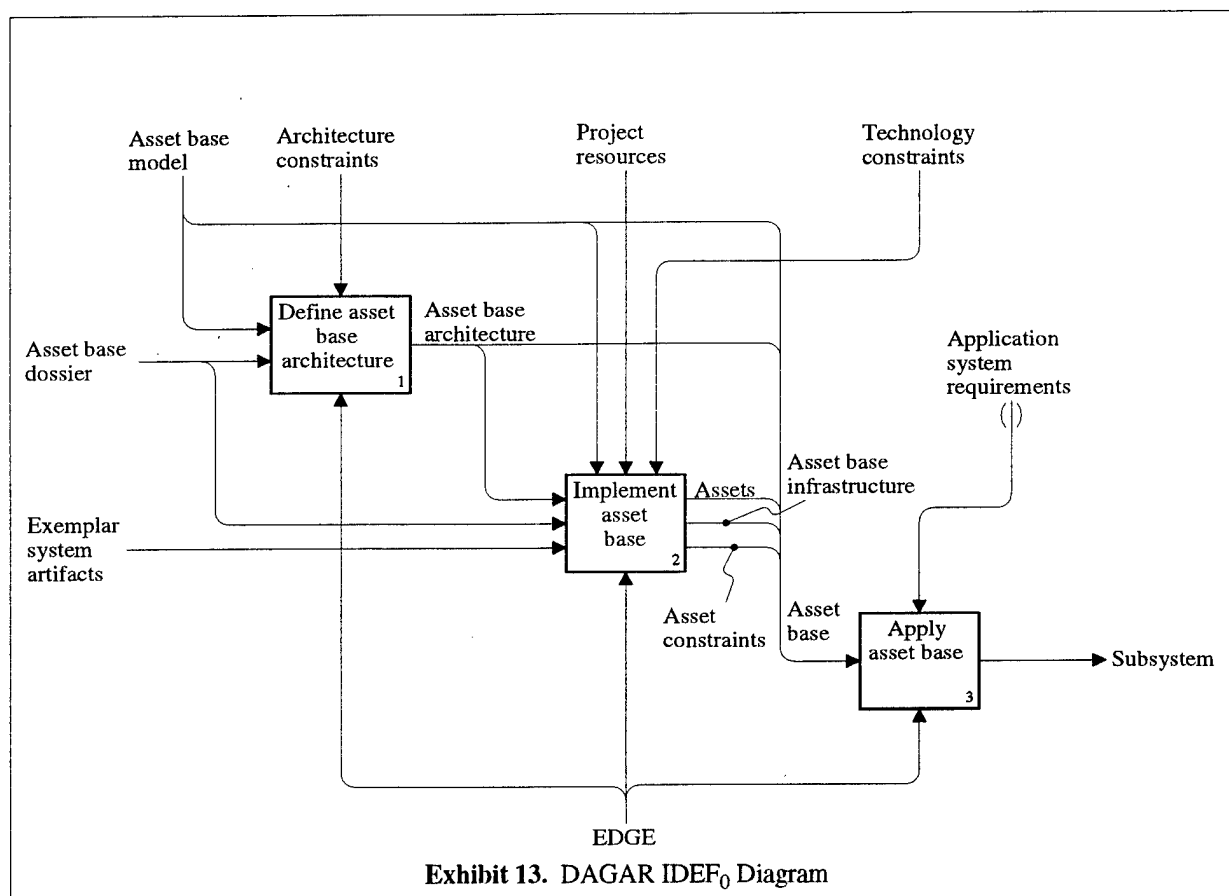 Asset base
model
Architecture
constraints
Project
resources
Technology
constraints
Define asset
base
architecture
1
Asset base
architecture
Asset base
dossier
Application
system
requirements
Implement
asset
base
2
Assets
Asset base
infrastructure
Exemplar
system
artifacts
Asset
constraints
Asset
base
Apply
asset base
3
Subsystem
EDGE
Exhibit 13. DAGAR IDEF0 Diagram